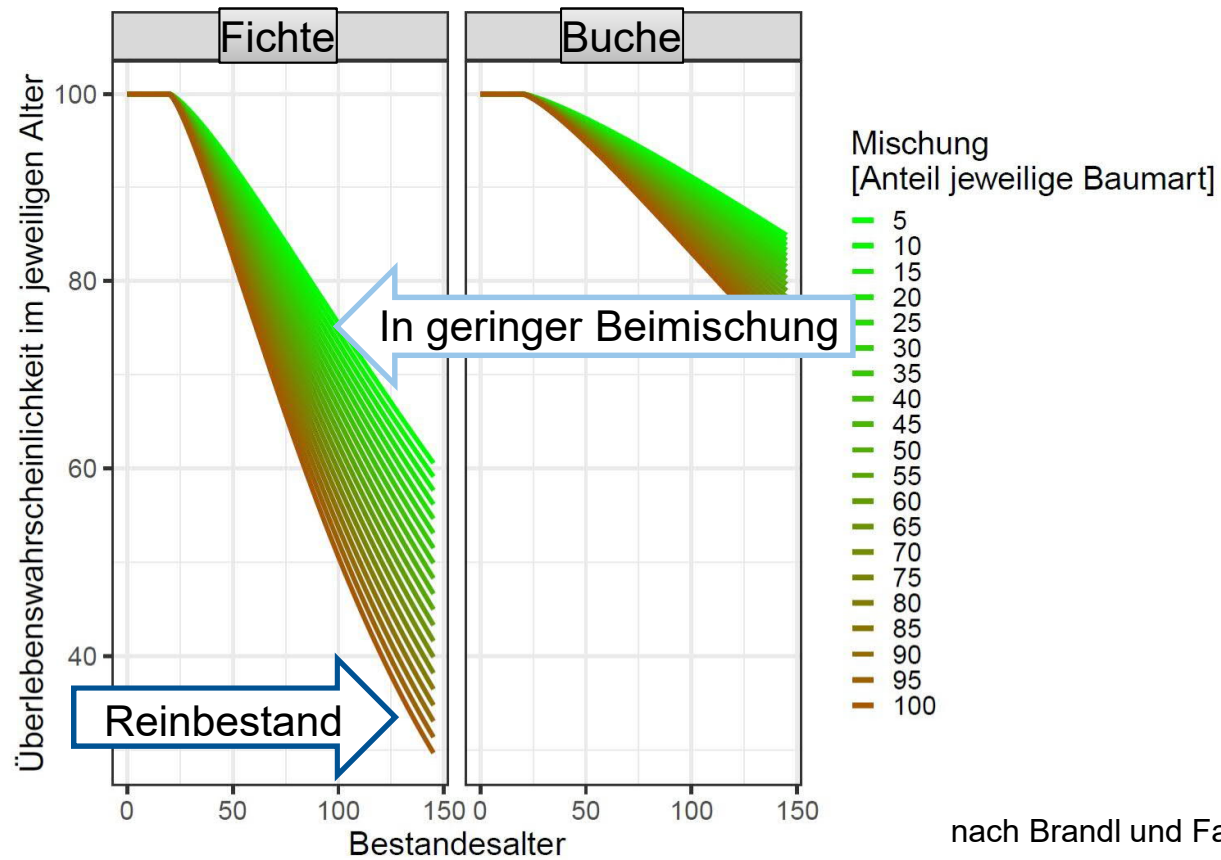 Fichte
Buche
Überlebenswahrscheinlichkeit im jeweiligen Alter
100
80
60
40
In geringer Beimischung
Reinbestand
0 50 100 150 0 50 100 150
Bestandesalter
Mischung
[Anteil jeweilige Baumart]
5
10
15
20
25
30
35
40
45
50
55
60
65
70
75
80
85
90
95
100
nach Brandl und